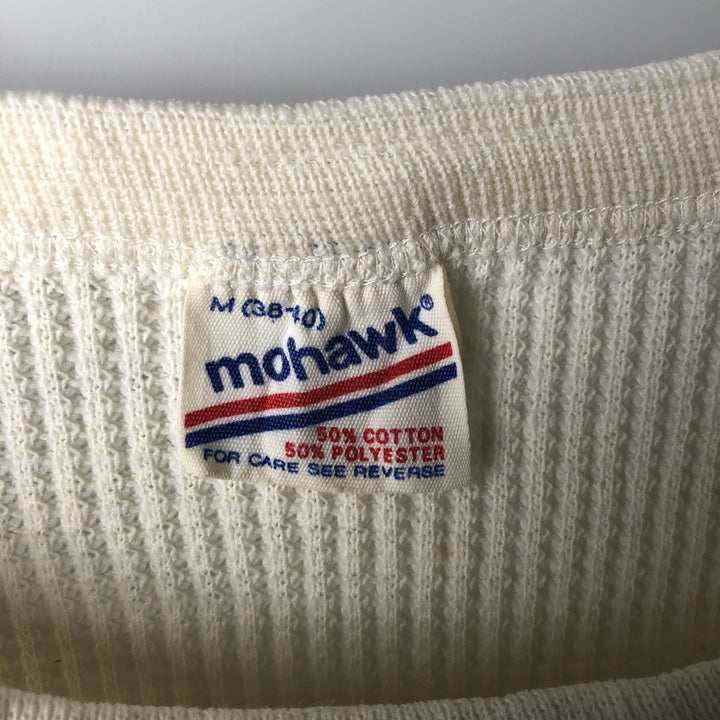 M (38-40)
mohawk®
50% COTTON
50% POLYESTER
FOR CARE SEE REVERSE